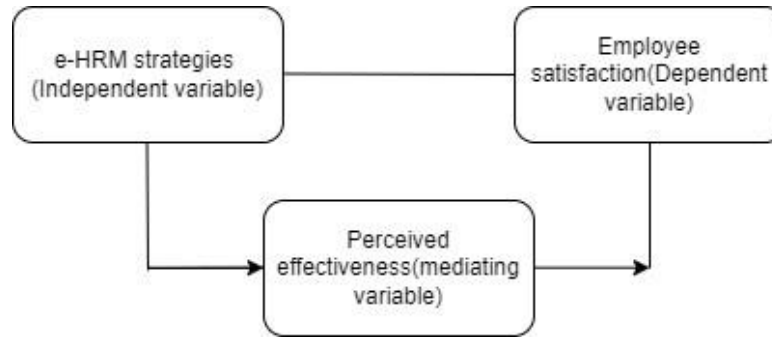 e-HRM strategies
(Independent variable)
Employee
satisfaction(Dependent
variable)
Perceived
effectiveness(mediating
variable)